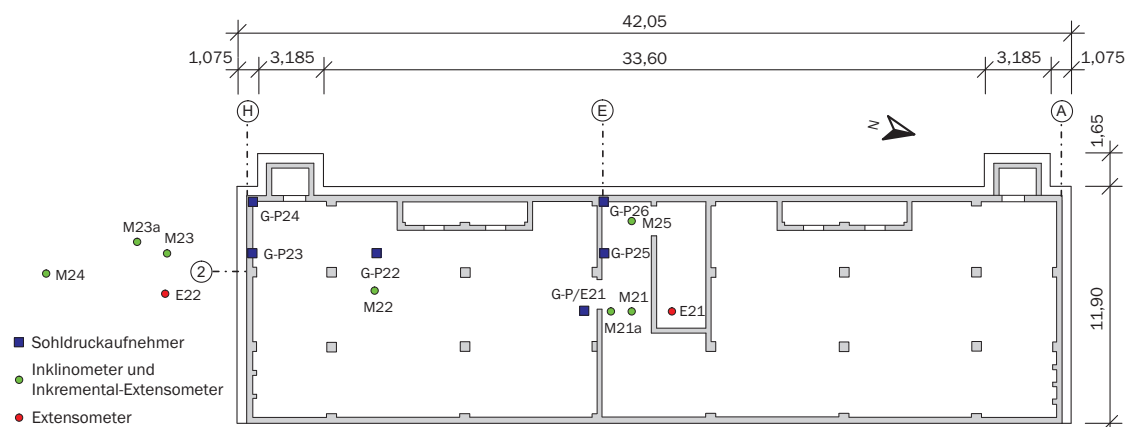 42,05
1,075
3,185
33,60
3,185
1,075
H
E
A
N
1,65
G-P24
G-P26
M25
M23a
M23
G-P23
G-P25
M24
2
G-P22
E22
M22
G-P/E21
M21
E21
M21a
11,90
Sohldruckaufnehmer
Inklinometer und
Inkremental-Extensometer
Extensometer